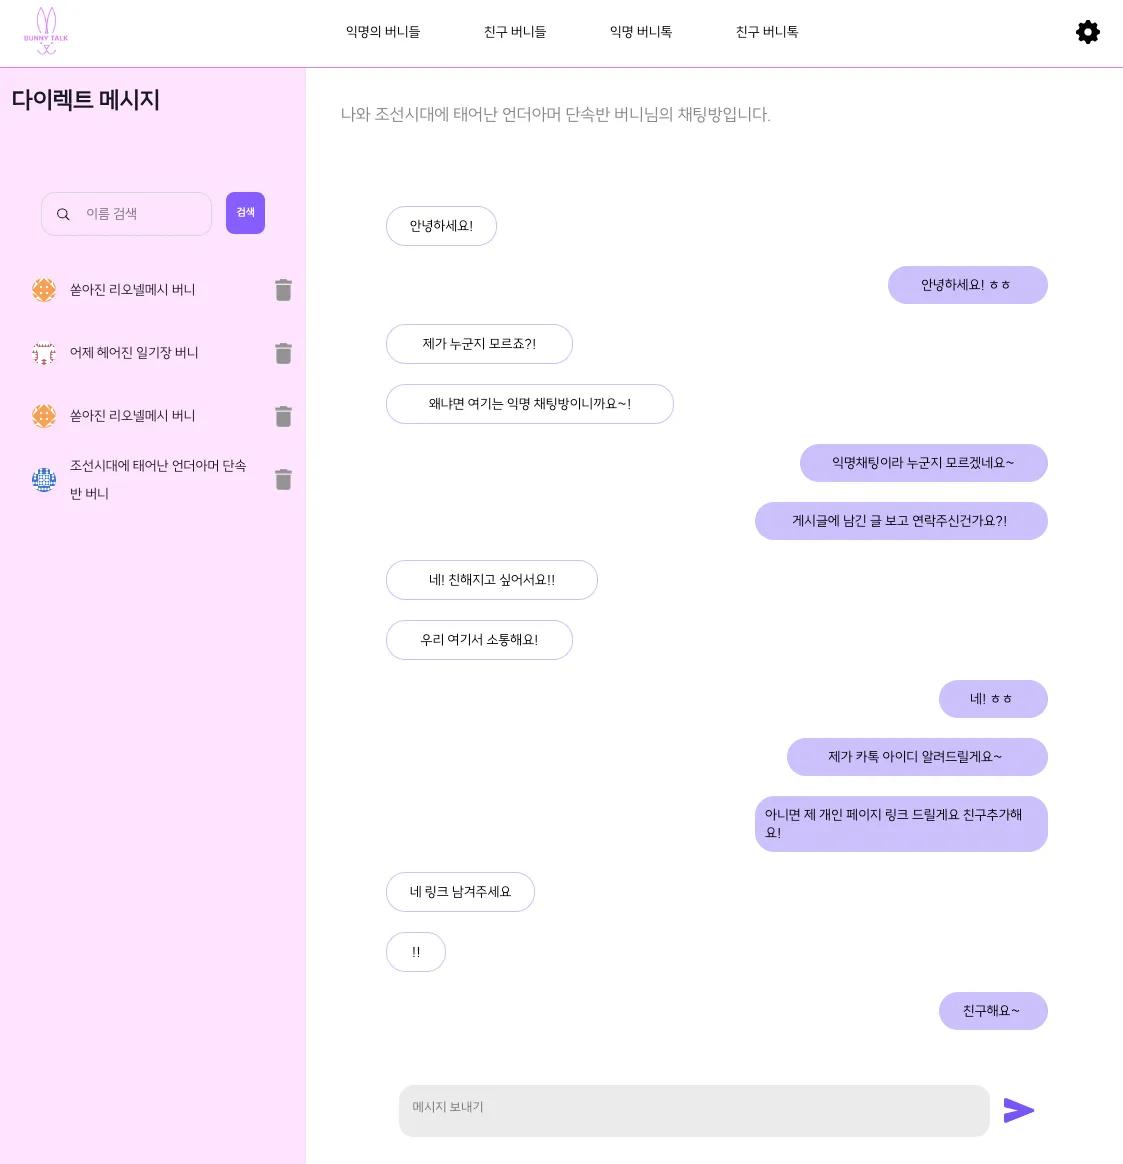 BUNNY TALK
익명의 버니들
친구 버니들
익명 버니톡
친구 버니톡
다이렉트 메시지
이름 검색
검색
쏟아진 리오넬메시 버니
어제 헤어진 일기장 버니
쏟아진 리오넬메시 버니
조선시대에 태어난 언더아머 단속
반 버니
나와 조선시대에 태어난 언더아머 단속반 버니님의 채팅방입니다.
안녕하세요!
안녕하세요! ㅎㅎ
제가 누군지 모르죠?!
왜냐면 여기는 익명 채팅방이니까요~!
익명채팅이라 누군지 모르겠네요~
게시글에 남긴 글 보고 연락주신건가요?!
네! 친해지고 싶어서요!!
우리 여기서 소통해요!
네! ㅎㅎ
제가 카톡 아이디 알려드릴게요~
아니면 제 개인 페이지 링크 드릴게요 친구추가해
요!
네 링크 남겨주세요
!!
친구해요~
메시지 보내기